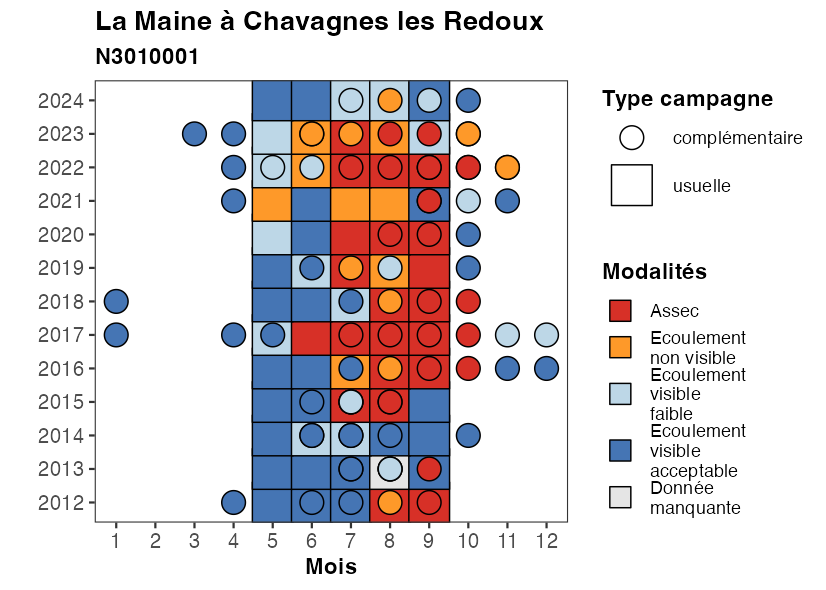 La Maine à Chavagnes les Redoux
N3010001
2024
2023
2022
2021
2020
2019
2018
2017
2016
2015
2014
2013
2012
1 2 3 4 5 6 7 8 9 10 11 12
Mois
Type campagne
complémentaire
usuelle
Modalités
Assec
Ecoulement
non visible
Ecoulement
visible
faible
Ecoulement
visible
acceptable
Donnée
manquante